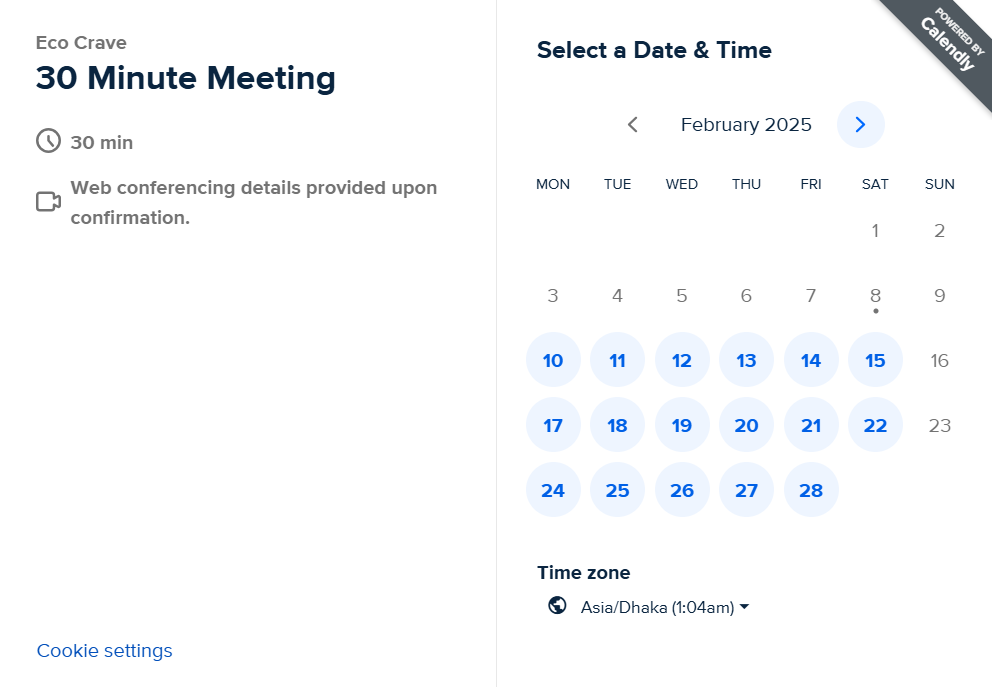 Eco Crave
30 Minute Meeting
30 min
Web conferencing details provided upon
confirmation.
Cookie settings
POWERED BY
Calendly
Select a Date & Time
February 2025
MON TUE WED THU FRI SAT SUN
1 2
3 4 5 6 7 8 9
10 11 12 13 14 15 16
17 18 19 20 21 22 23
24 25 26 27 28
Time zone
Asia/Dhaka (1:04am)